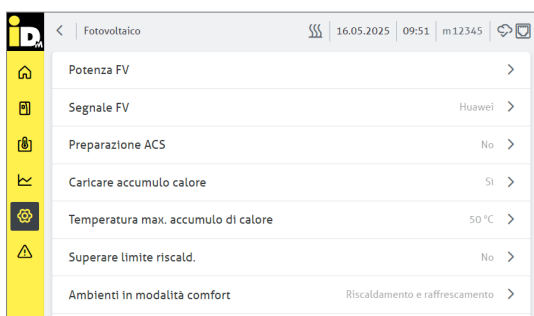 iDM
Fotovoltaico 16.05.2025 09:51 m12345
Potenza FV
Segnale FV Huawei
Preparazione ACS No
Caricare accumulo calore Sì
Temperatura max. accumulo di calore 50 °C
Superare limite riscald. No
Ambienti in modalità comfort Riscaldamento e raffrescamento